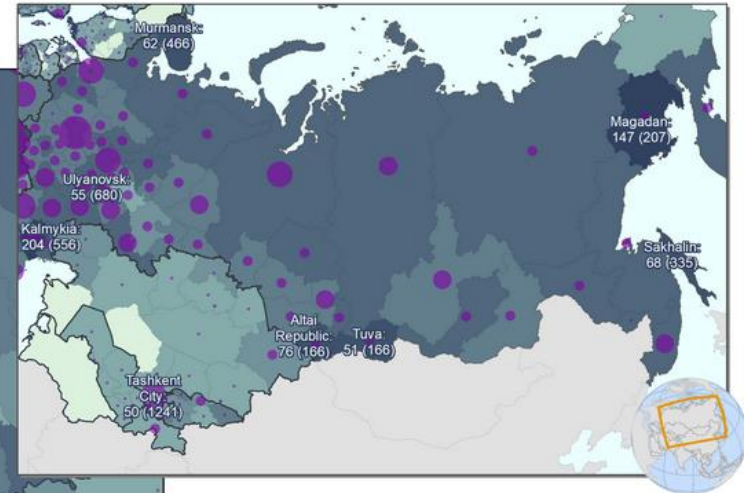 Murmansk:
62 (466)
Magadan:
147 (207)
Ulyanovsk:
55 (680)
Kalmykia:
204 (556)
Sakhalin:
68 (335)
Altai
Republic:
76 (166)
Tuva:
51 (166)
Tashkent
City:
50 (1241)